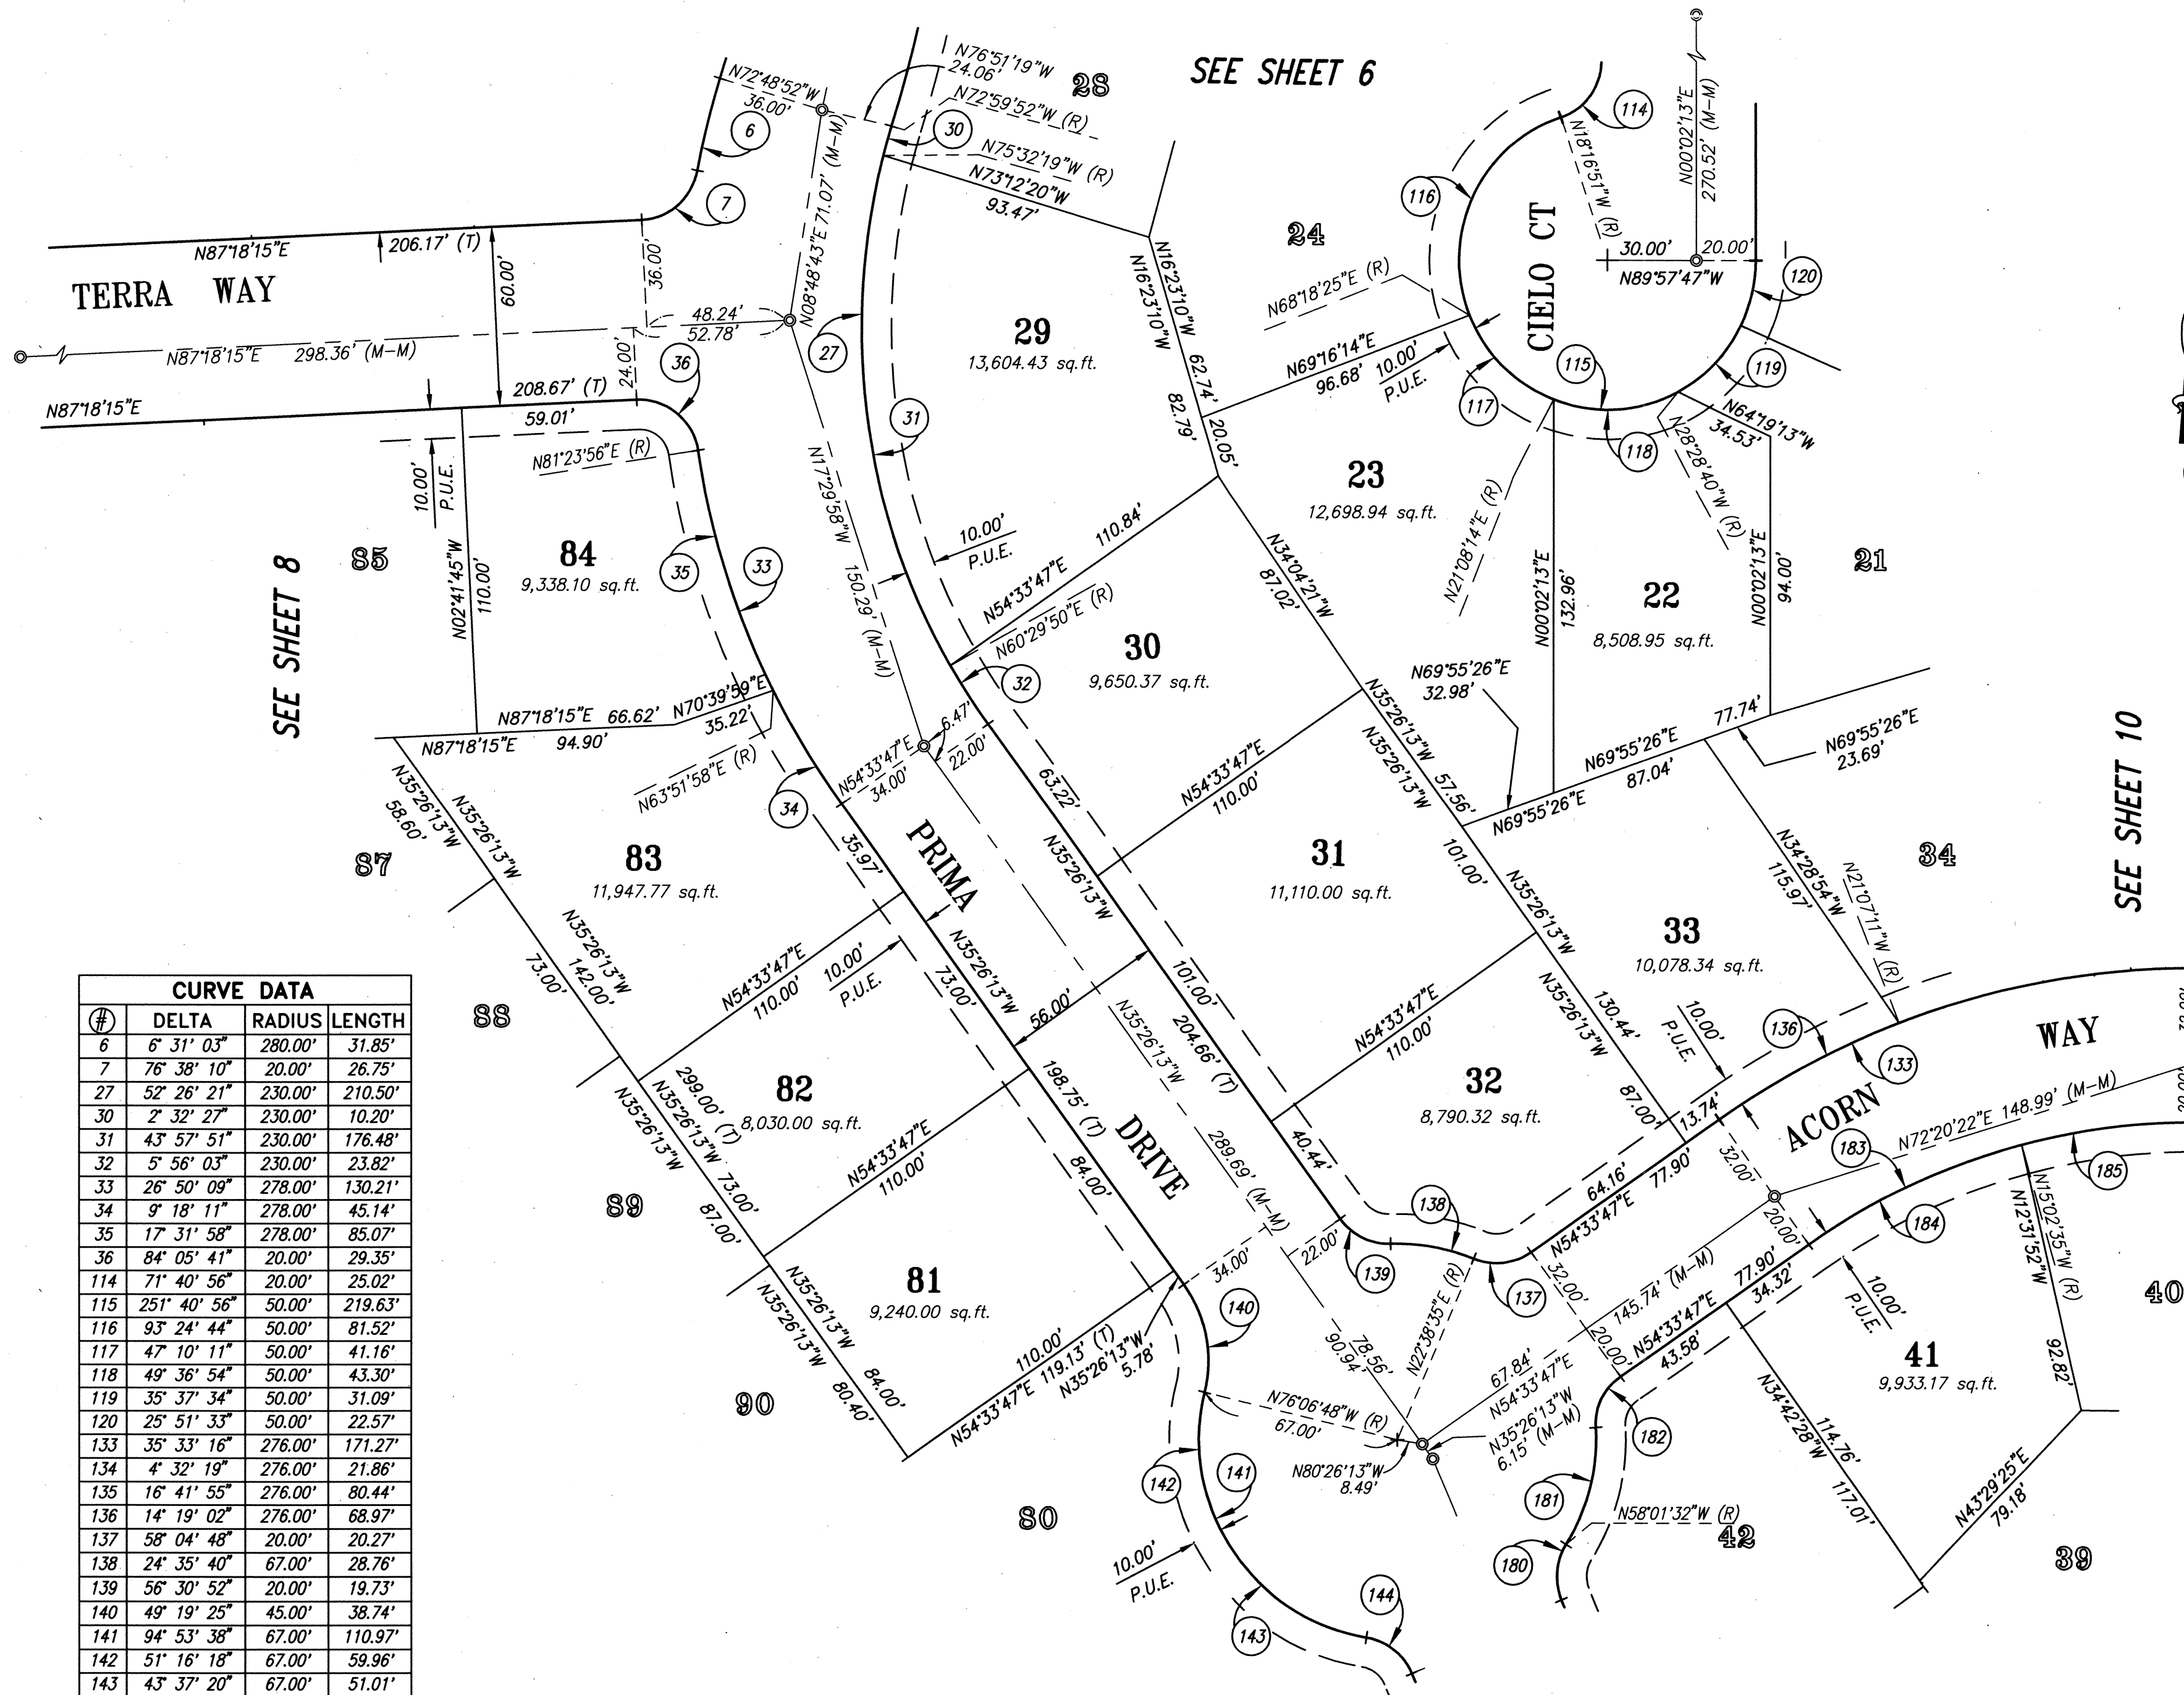 SEE SHEET 6
N76°51'19"W
24.06'
28
N72°48'52"W
36.00'
N72°59'52"W (R)
6
30
N75°32'19"W (R)
N73°12'20"W
93.47'
7
N08°48'43"E 71.07' (M-M)
114
N18°16'51"W (R)
N00°02'13"E
270.52' (M-M)
116
24
CIELO CT
30.00'
20.00'
N89°57'47"W
120
N87°18'15"E
206.17' (T)
36.00'
60.00'
TERRA WAY
48.24'
52.78'
N87°18'15"E 298.36' (M-M)
24.00'
36
27
29
13,604.43 sq.ft.
N16°23'10"W 62.74'
N16°23'10"W 82.79'
20.05'
N68°18'25"E (R)
N69°16'14"E
96.68'
10.00'
P.U.E.
115
119
117
118
N64°19'13"W
34.53'
N28°28'40"W (R)
208.67' (T)
N87°18'15"E
59.01'
31
N81°23'56"E (R)
10.00'
P.U.E.
N17°29'58"W 150.29' (M-M)
23
12,698.94 sq.ft.
N21°08'14"E (R)
10.00'
P.U.E.
110.84'
N54°33'47"E
N60°29'50"E (R)
N34°04'21"W
87.02'
N00°02'13"E
132.96'
N00°02'13"E
94.00'
21
22
8,508.95 sq.ft.
SEE SHEET 8
85
84
9,338.10 sq.ft.
35
33
N02°41'45"W
110.00'
30
9,650.37 sq.ft.
32
N69°55'26"E
32.98'
N87°18'15"E 66.62'
N70°39'59"E
35.22'
N87°18'15"E 94.90'
N63°51'58"E (R)
N54°33'47"E
34.00'
6.47'
22.00'
77.74'
N69°55'26"E
23.69'
N69°55'26"E
87.04'
N69°55'26"E
N35°26'13"W 57.56'
N35°26'13"W
101.00'
SEE SHEET 10
N35°26'13"W
58.60'
N35°26'13"W
34
87
83
11,947.77 sq.ft.
35.97'
PRIMA
63.22'
N35°26'13"W
N54°33'47"E
110.00'
31
11,110.00 sq.ft.
N35°26'13"W
N34°28'54"W
115.97'
N21°07'11"W (R)
34
33
10,078.34 sq.ft.
73.00'
N35°26'13"W
142.00'
N54°33'47"E
110.00'
10.00'
P.U.E.
N35°26'13"W
73.00'
56.00'
101.00'
204.66' (T)
N35°26'13"W
N54°33'47"E
110.00'
N35°26'13"W
130.44'
87.00'
10.00'
P.U.E.
136
133
WAY
ACORN
88
82
8,030.00 sq.ft.
299.00' (T)
N35°26'13"W
73.00'
N35°26'13"W
87.00'
198.75' (T)
84.00'
DRIVE
N54°33'47"E
110.00'
32
8,790.32 sq.ft.
13.74'
32.00'
183
N72°20'22"E 148.99' (M-M)
185
20.00'
184
89
289.69' (M-M)
40.44'
22.00'
34.00'
138
139
137
64.16'
77.90'
N54°33'47"E
32.00'
N15°02'35"W (R)
N12°31'52"W
92.82'
40
81
9,240.00 sq.ft.
N35°26'13"W
84.00'
N35°26'13"W
80.40'
110.00'
N54°33'47"E 119.13' (T)
N35°26'13"W
5.78'
140
N22°38'35"E (R)
78.56'
90.94'
145.74' (M-M)
20.00'
77.90'
34.32'
N54°33'47"E
43.58'
10.00'
P.U.E.
41
9,933.17 sq.ft.
90
N76°06'48"W (R)
67.00'
67.84'
N54°33'47"E
N35°26'13"W
6.15' (M-M)
N80°26'13"W
8.49'
182
114.76'
N34°42'28"W
117.01'
N43°29'25"E
79.18'
142
141
181
80
N58°01'32"W (R)
42
180
39
10.00'
P.U.E.
143
144
CURVE DATA
# DELTA RADIUS LENGTH
6 6° 31' 03" 280.00' 31.85'
7 76° 38' 10" 20.00' 26.75'
27 52° 26' 21" 230.00' 210.50'
30 2° 32' 27" 230.00' 10.20'
31 43° 57' 51" 230.00' 176.48'
32 5° 56' 03" 230.00' 23.82'
33 26° 50' 09" 278.00' 130.21'
34 9° 18' 11" 278.00' 45.14'
35 17° 31' 58" 278.00' 85.07'
36 84° 05' 41" 20.00' 29.35'
114 71° 40' 56" 20.00' 25.02'
115 251° 40' 56" 50.00' 219.63'
116 93° 24' 44" 50.00' 81.52'
117 47° 10' 11" 50.00' 41.16'
118 49° 36' 54" 50.00' 43.30'
119 35° 37' 34" 50.00' 31.09'
120 25° 51' 33" 50.00' 22.57'
133 35° 33' 16" 276.00' 171.27'
134 4° 32' 19" 276.00' 21.86'
135 16° 41' 55" 276.00' 80.44'
136 14° 19' 02" 276.00' 68.97'
137 58° 04' 48" 20.00' 20.27'
138 24° 35' 40" 67.00' 28.76'
139 56° 30' 52" 20.00' 19.73'
140 49° 19' 25" 45.00' 38.74'
141 94° 53' 38" 67.00' 110.97'
142 51° 16' 18" 67.00' 59.96'
143 43° 37' 20" 67.00' 51.01'